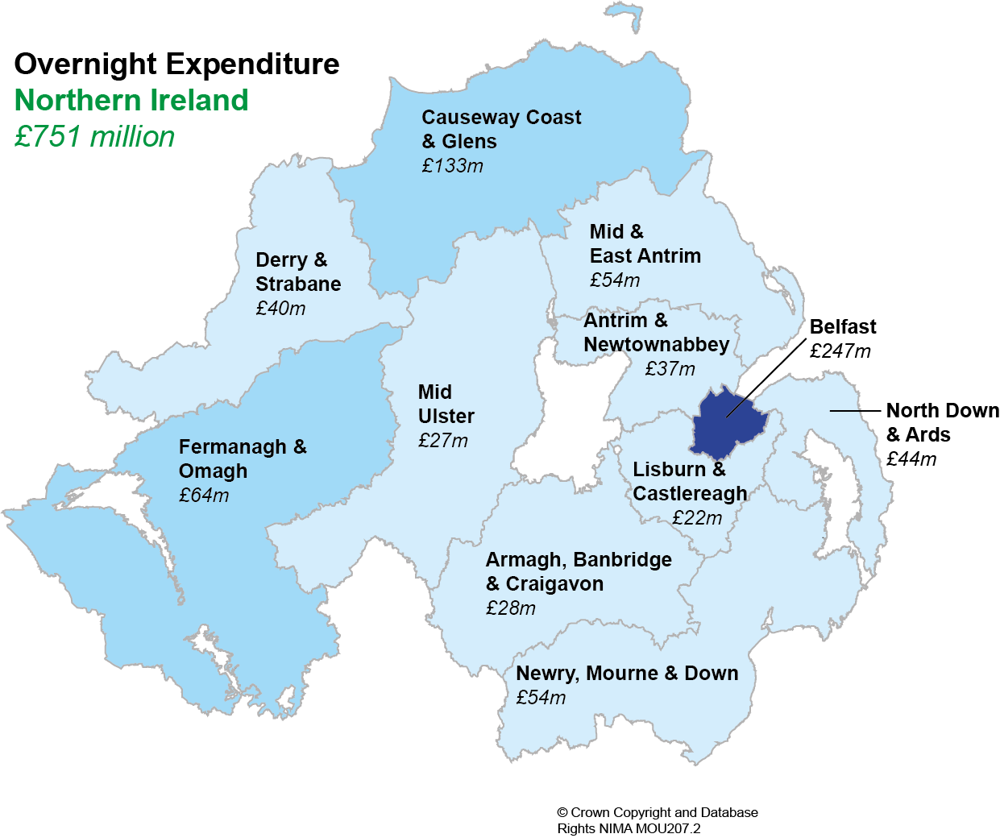 Overnight Expenditure
Northern Ireland
£751 million
Causeway Coast
& Glens
£133m
Derry &
Strabane
£40m
Mid &
East Antrim
£54m
Antrim &
Newtownabbey
£37m
Belfast
£247m
Mid
Ulster
£27m
North Down
& Ards
£44m
Fermanagh &
Omagh
£64m
Lisburn &
Castlereagh
£22m
Armagh, Banbridge
& Craigavon
£28m
Newry, Mourne & Down
£54m
© Crown Copyright and Database
Rights NIMA MOU207.2